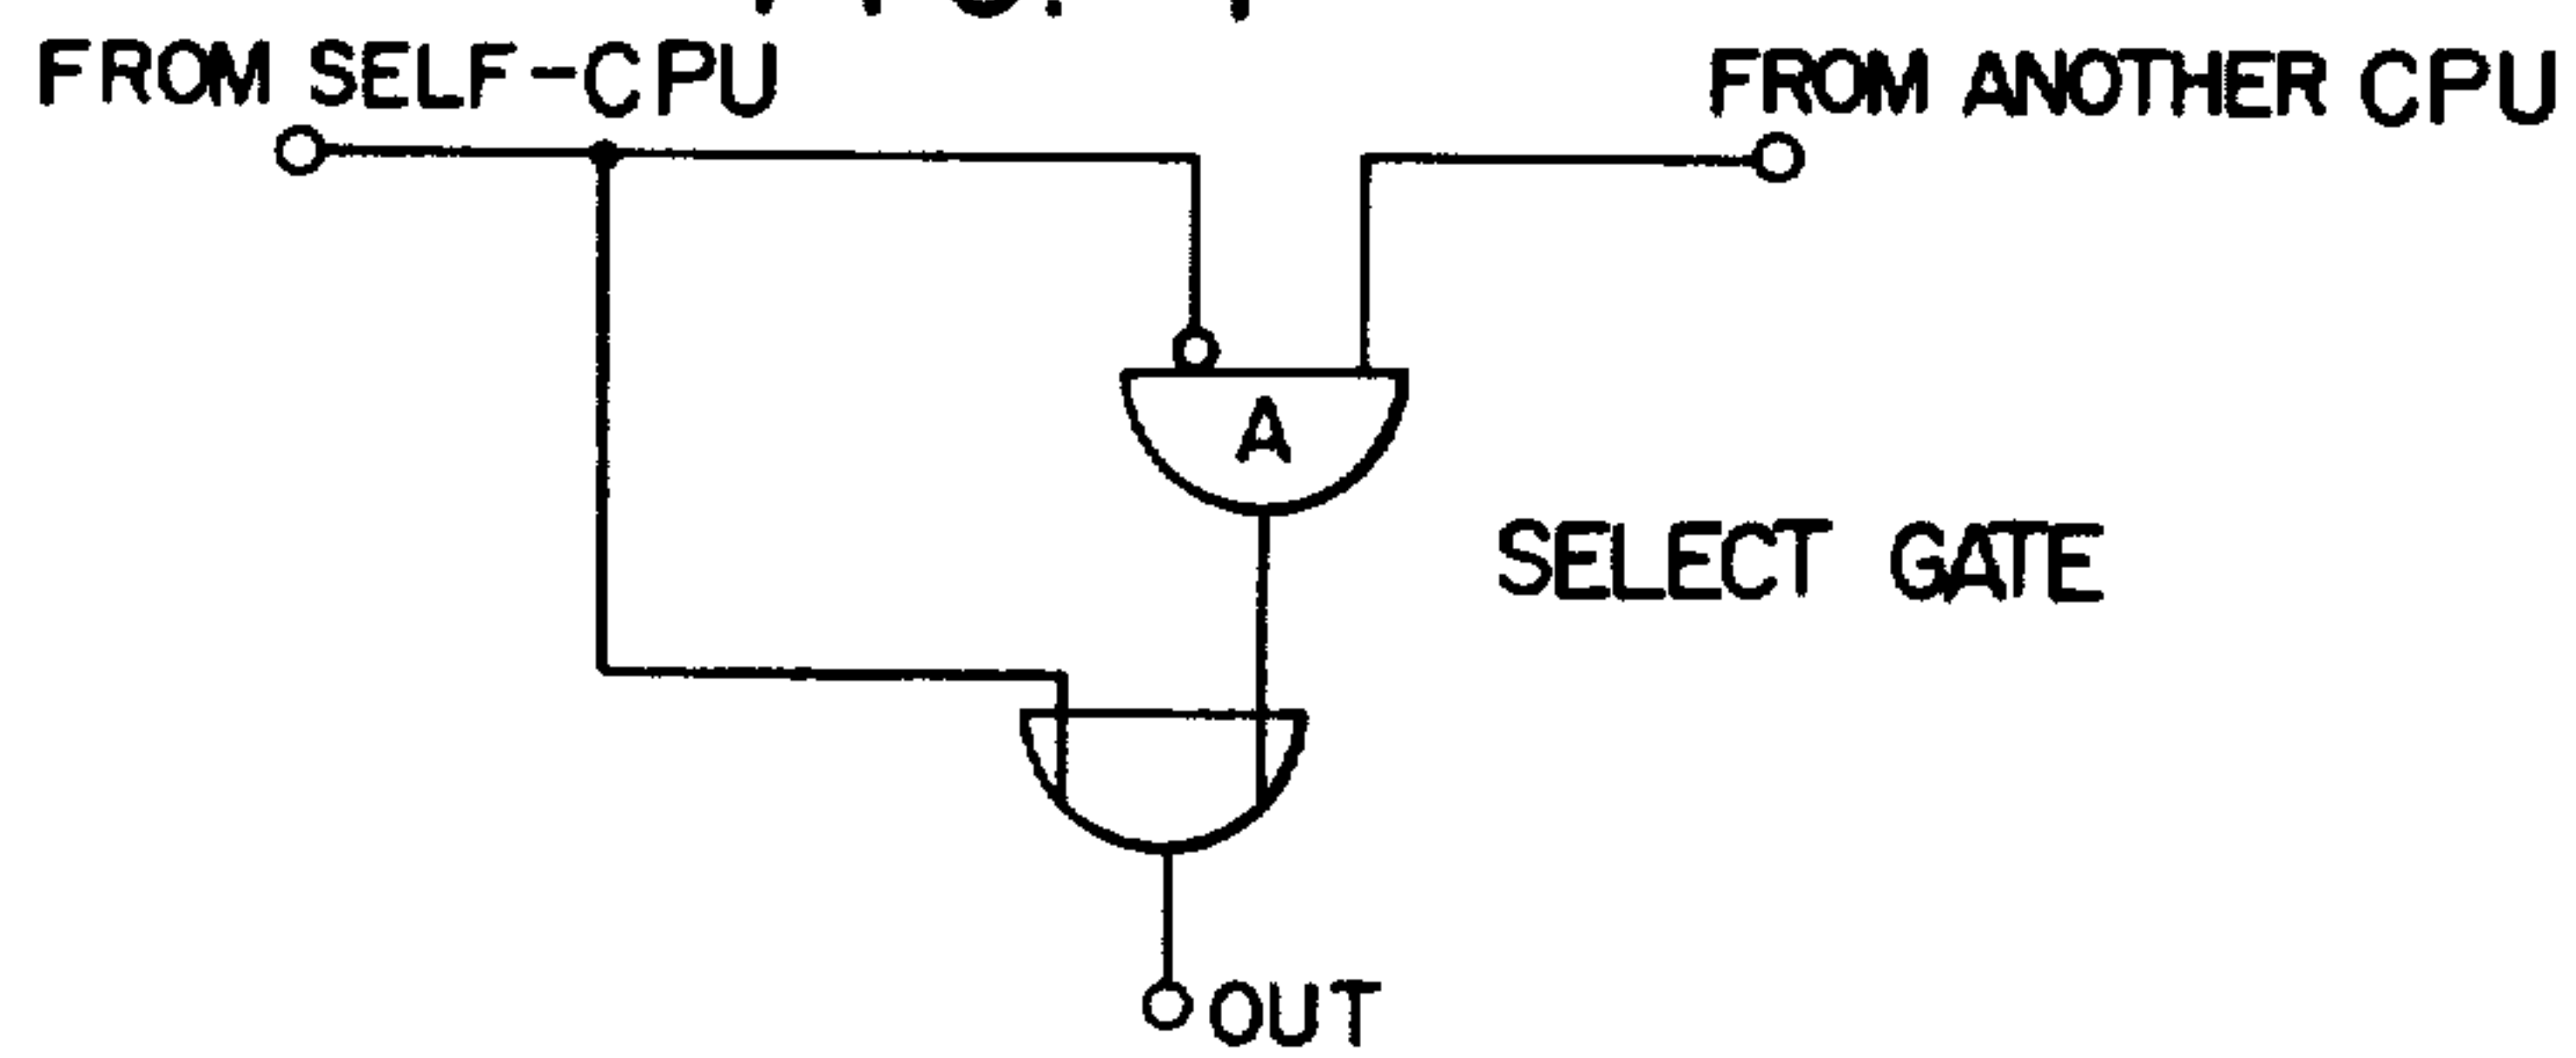 FROM SELF-CPU
FROM ANOTHER CPU
A
SELECT GATE
OUT